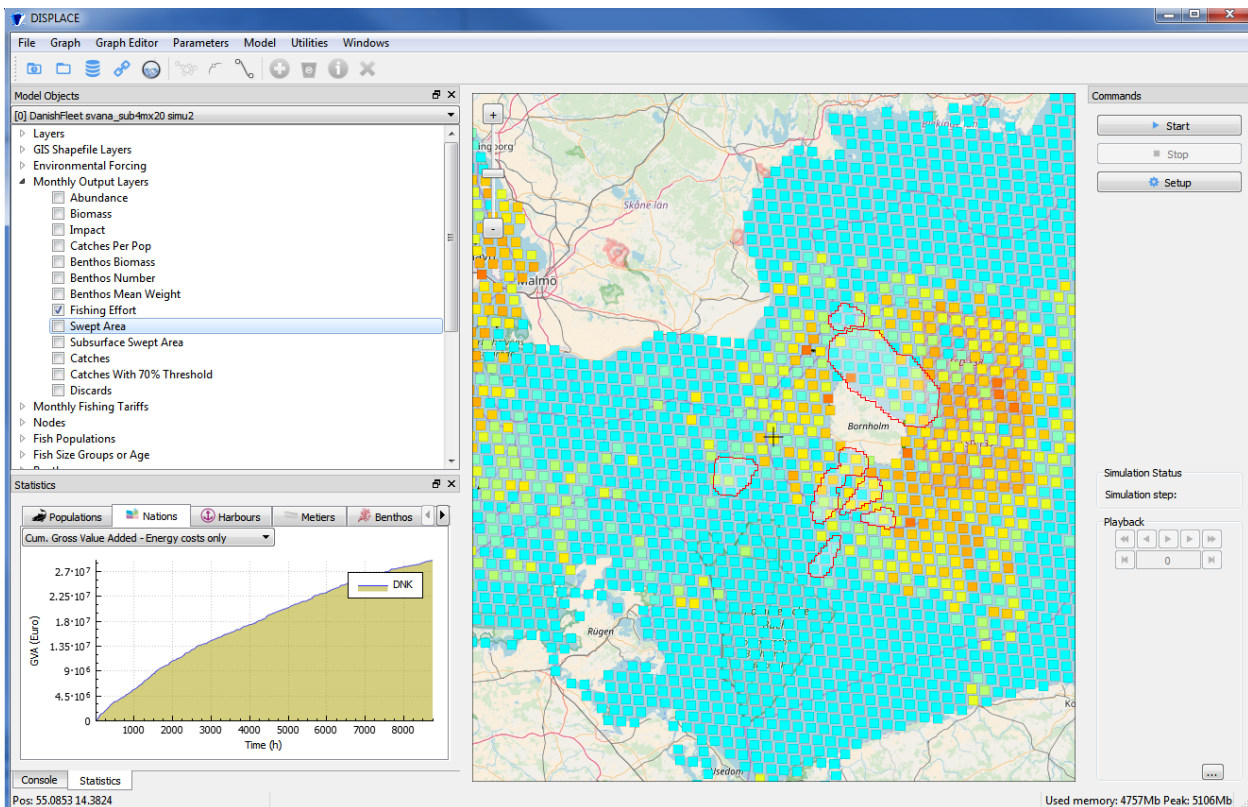 DISPLACE
File Graph Graph Editor Parameters Model Utilities Windows
Model Objects
[0] DanishFleet svana_sub4mx20 simu2
Layers
GIS Shapefile Layers
Environmental Forcing
Monthly Output Layers
Abundance
Biomass
Impact
Catches Per Pop
Benthos Biomass
Benthos Number
Benthos Mean Weight
Fishing Effort
Swept Area
Subsurface Swept Area
Catches
Catches With 70% Threshold
Discards
Monthly Fishing Tariffs
Nodes
Fish Populations
Fish Size Groups or Age
Statistics
Populations Nations Harbours Metiers Benthos
Cum. Gross Value Added - Energy costs only
DNK
GVA (Euro)
2.7·10⁷
2.25·10⁷
1.8·10⁷
1.35·10⁷
9·10⁶
4.5·10⁶
0
1000 2000 3000 4000 5000 6000 7000 8000
Time (h)
Console Statistics
Pos: 55.0853 14.3824
+
-
Skåne län
Malmo
Bornholm
Rügen
Usedom
Commands
Start
Stop
Setup
Simulation Status
Simulation step:
Playback
0
...
Used memory: 4757Mb Peak: 5106Mb